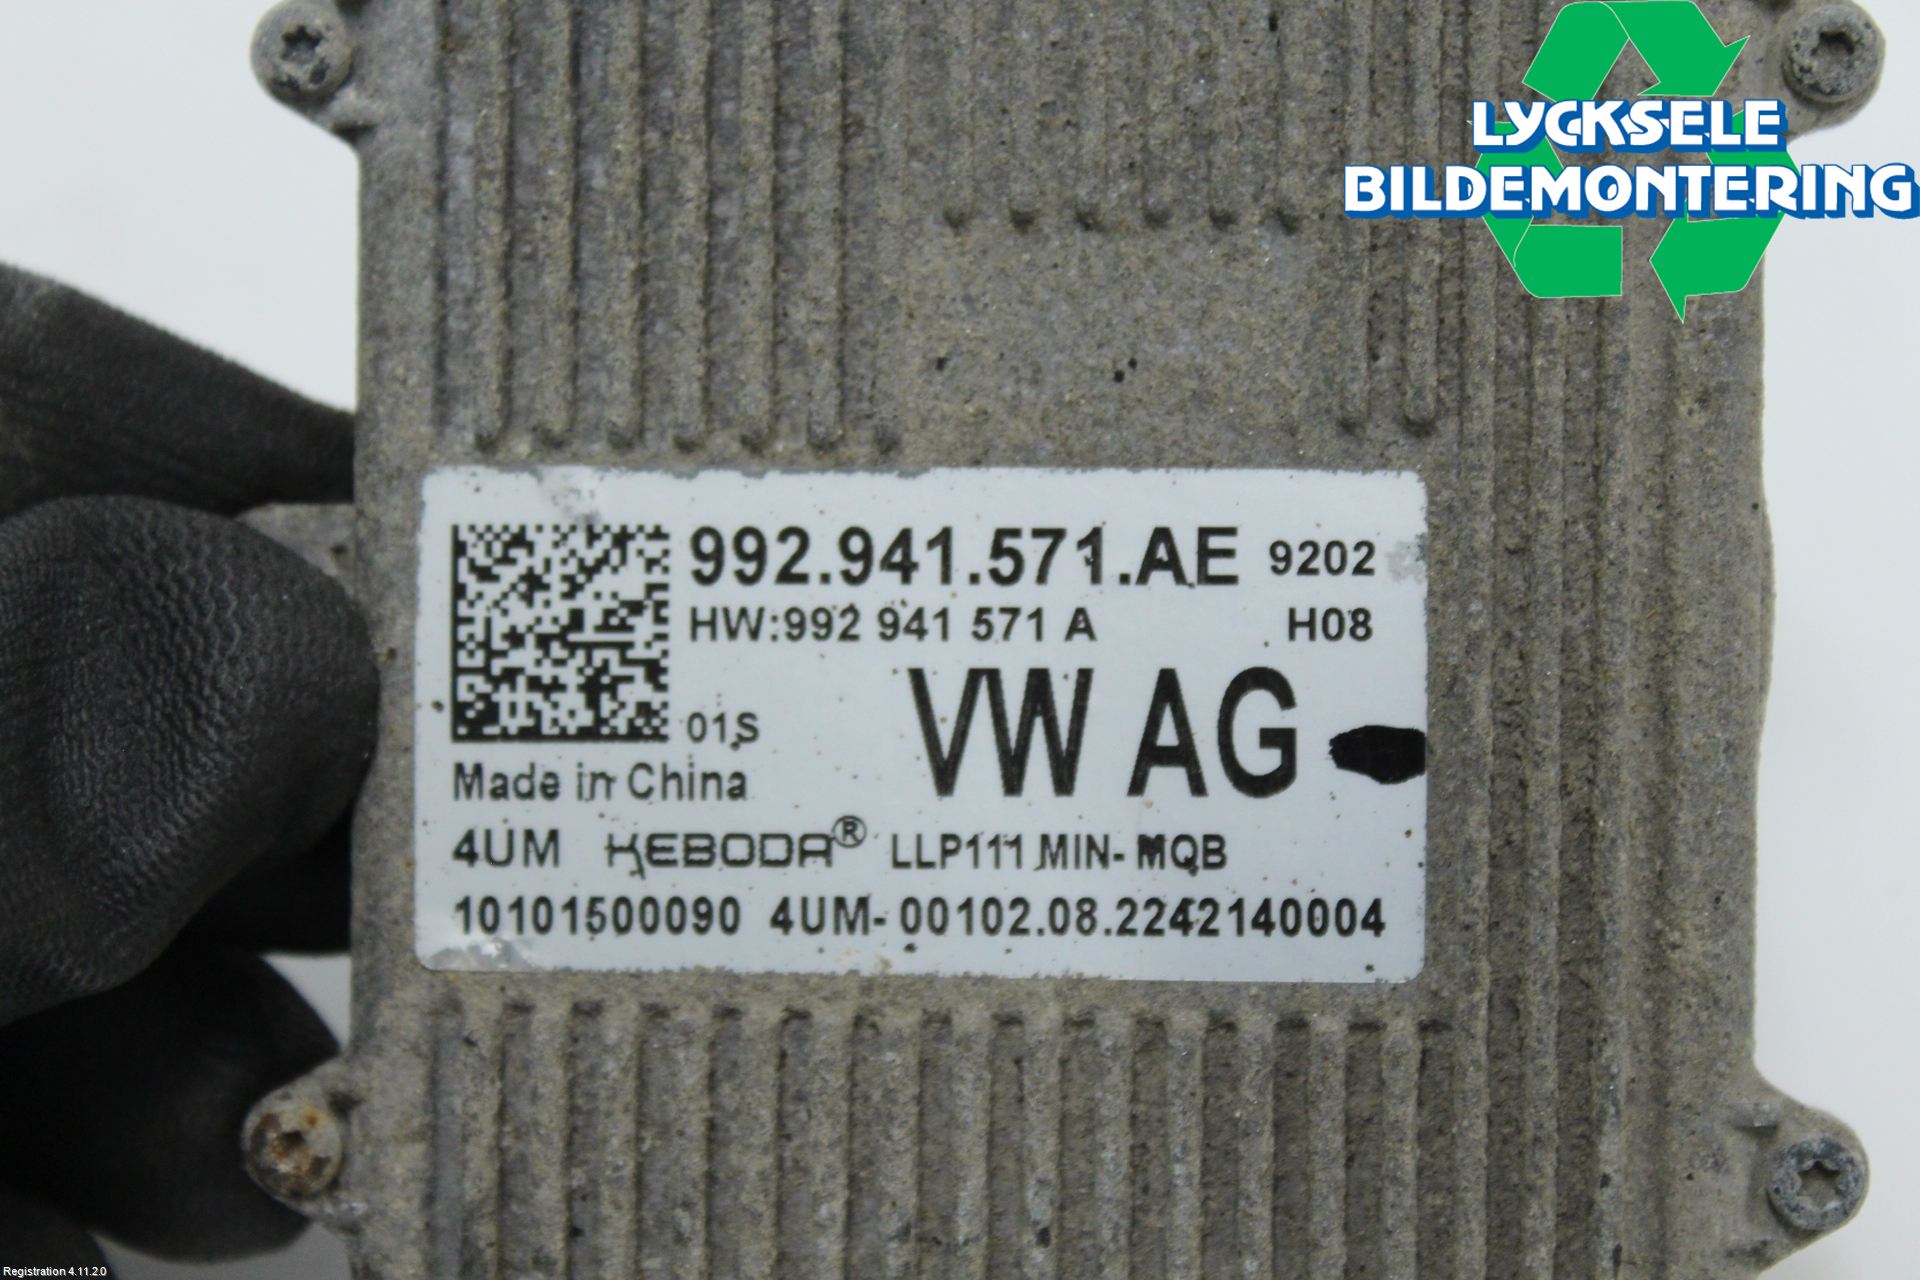 LYCKSELE
BILDEMONTERING
992.941.571.AE 9202
HW:992 941 571 A H08
01S
VW AG
Made in China
4UM KEBODA® LLP111 MIN-MQB
10101500090 4UM-00102.08.2242140004
Registration 4.11.2.0